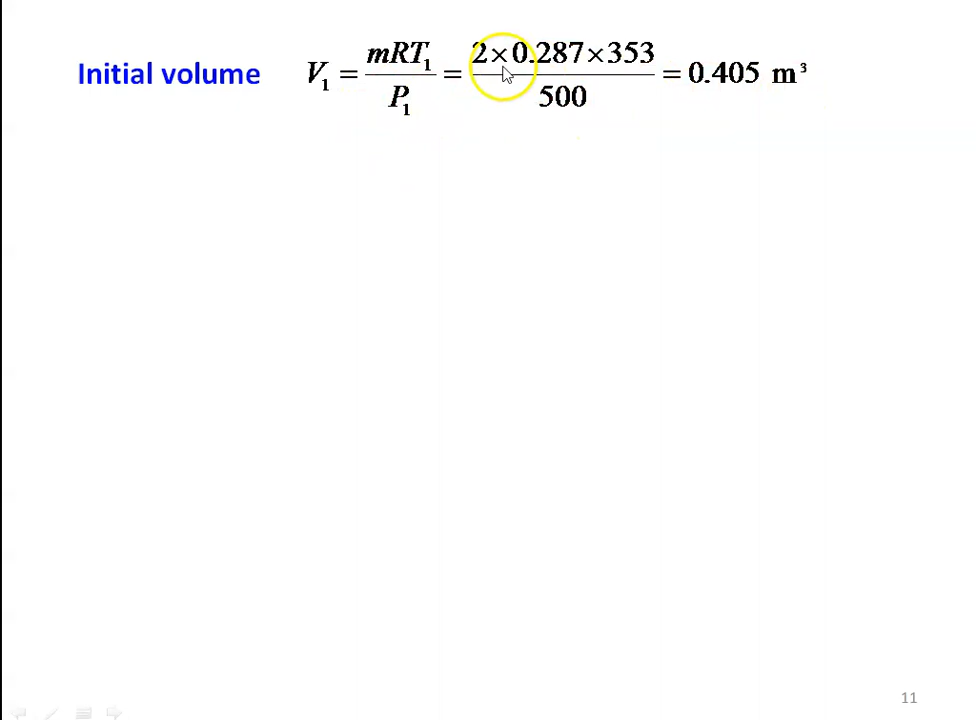 Initial volume V₁ = mRT₁ / P₁ = 2×0.287×353 / 500 = 0.405 m³
11